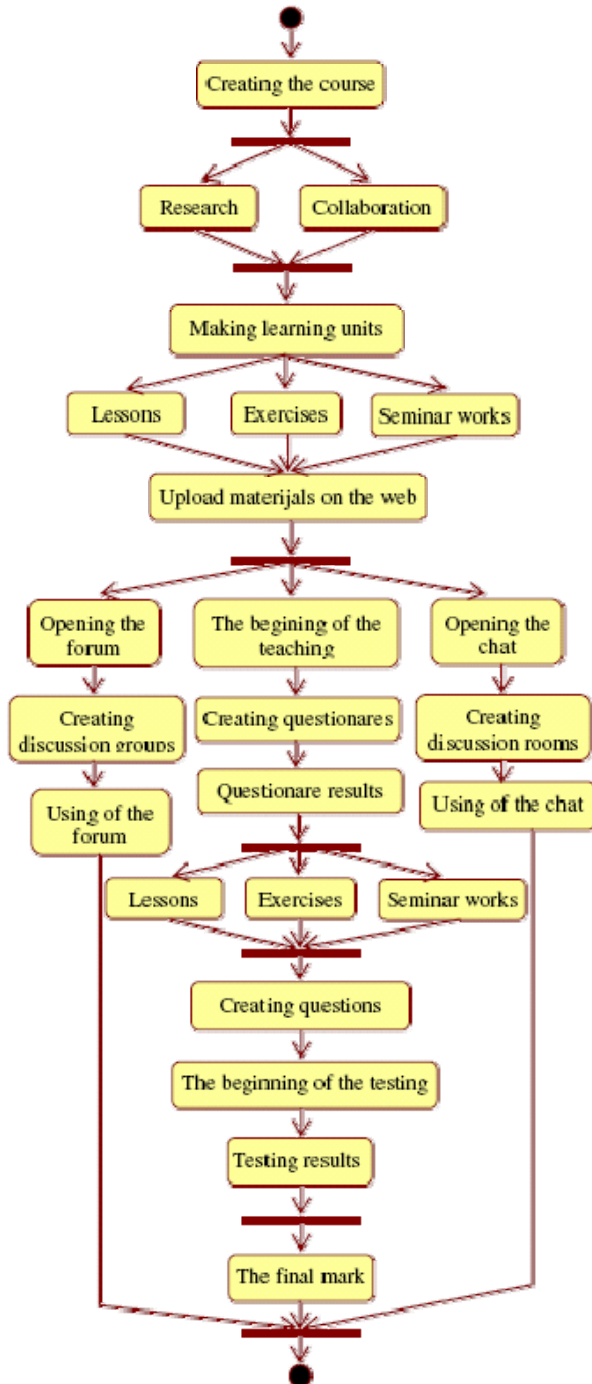 Creating the course
Research
Collaboration
Making learning units
Lessons
Exercises
Seminar works
Upload materijals on the web
Opening the
forum
The begining of the
teaching
Opening the
chat
Creating
discussion groups
Creating questionares
Creating
discussion rooms
Using of the
forum
Questionare results
Using of the chat
Lessons
Exercises
Seminar works
Creating questions
The beginning of the testing
Testing results
The final mark